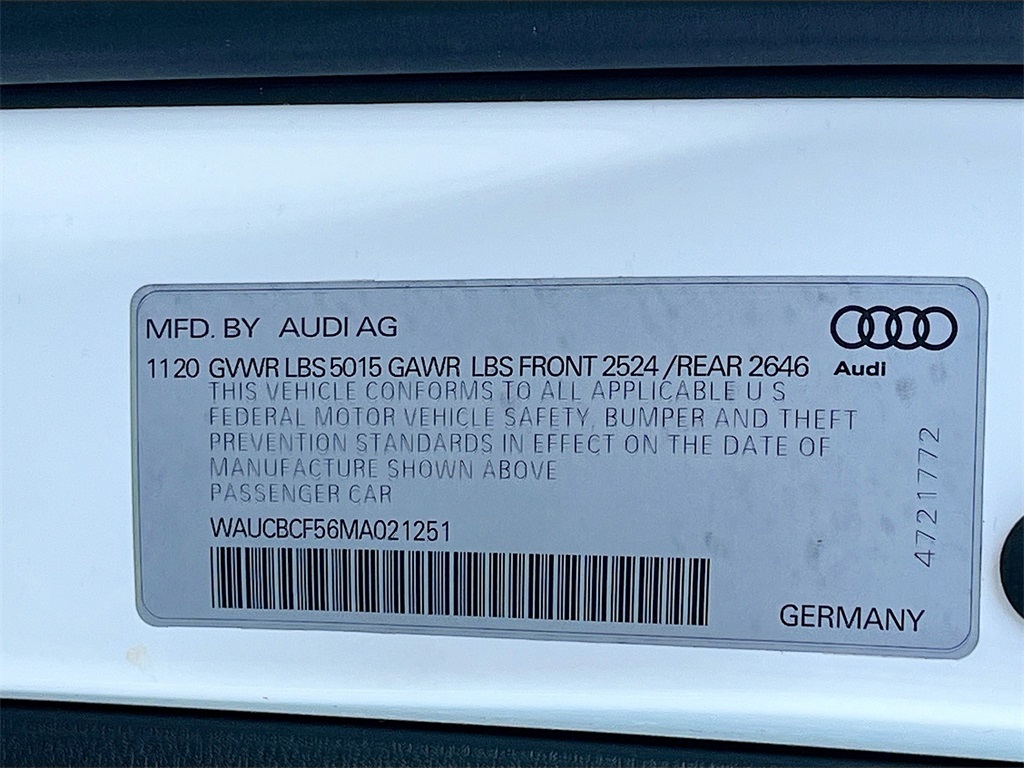 MFD. BY AUDI AG
1120 GVWR LBS 5015 GAWR LBS FRONT 2524 /REAR 2646
THIS VEHICLE CONFORMS TO ALL APPLICABLE U S
FEDERAL MOTOR VEHICLE SAFETY, BUMPER AND THEFT
PREVENTION STANDARDS IN EFFECT ON THE DATE OF
MANUFACTURE SHOWN ABOVE
PASSENGER CAR
WAUCBCF56MA021251
Audi
4721772
GERMANY